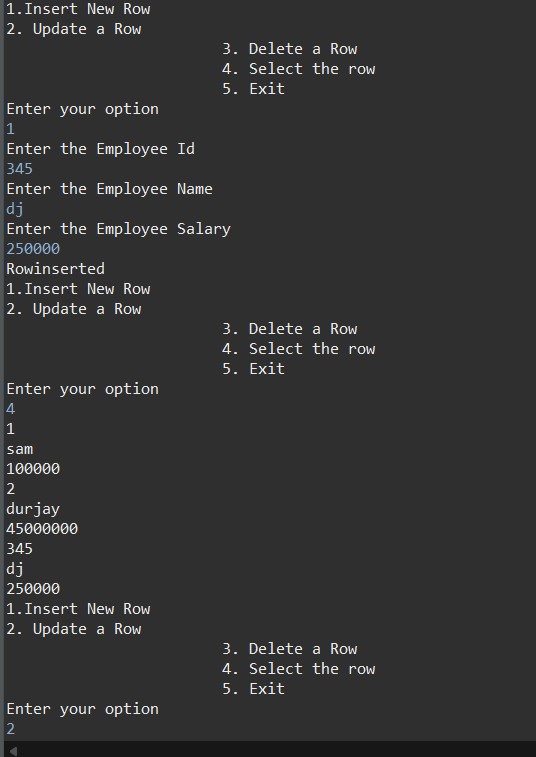 1.Insert New Row
2. Update a Row
3. Delete a Row
4. Select the row
5. Exit
Enter your option
1
Enter the Employee Id
345
Enter the Employee Name
dj
Enter the Employee Salary
250000
Rowinserted
1.Insert New Row
2. Update a Row
3. Delete a Row
4. Select the row
5. Exit
Enter your option
4
1
sam
100000
2
durjay
45000000
345
dj
250000
1.Insert New Row
2. Update a Row
3. Delete a Row
4. Select the row
5. Exit
Enter your option
2